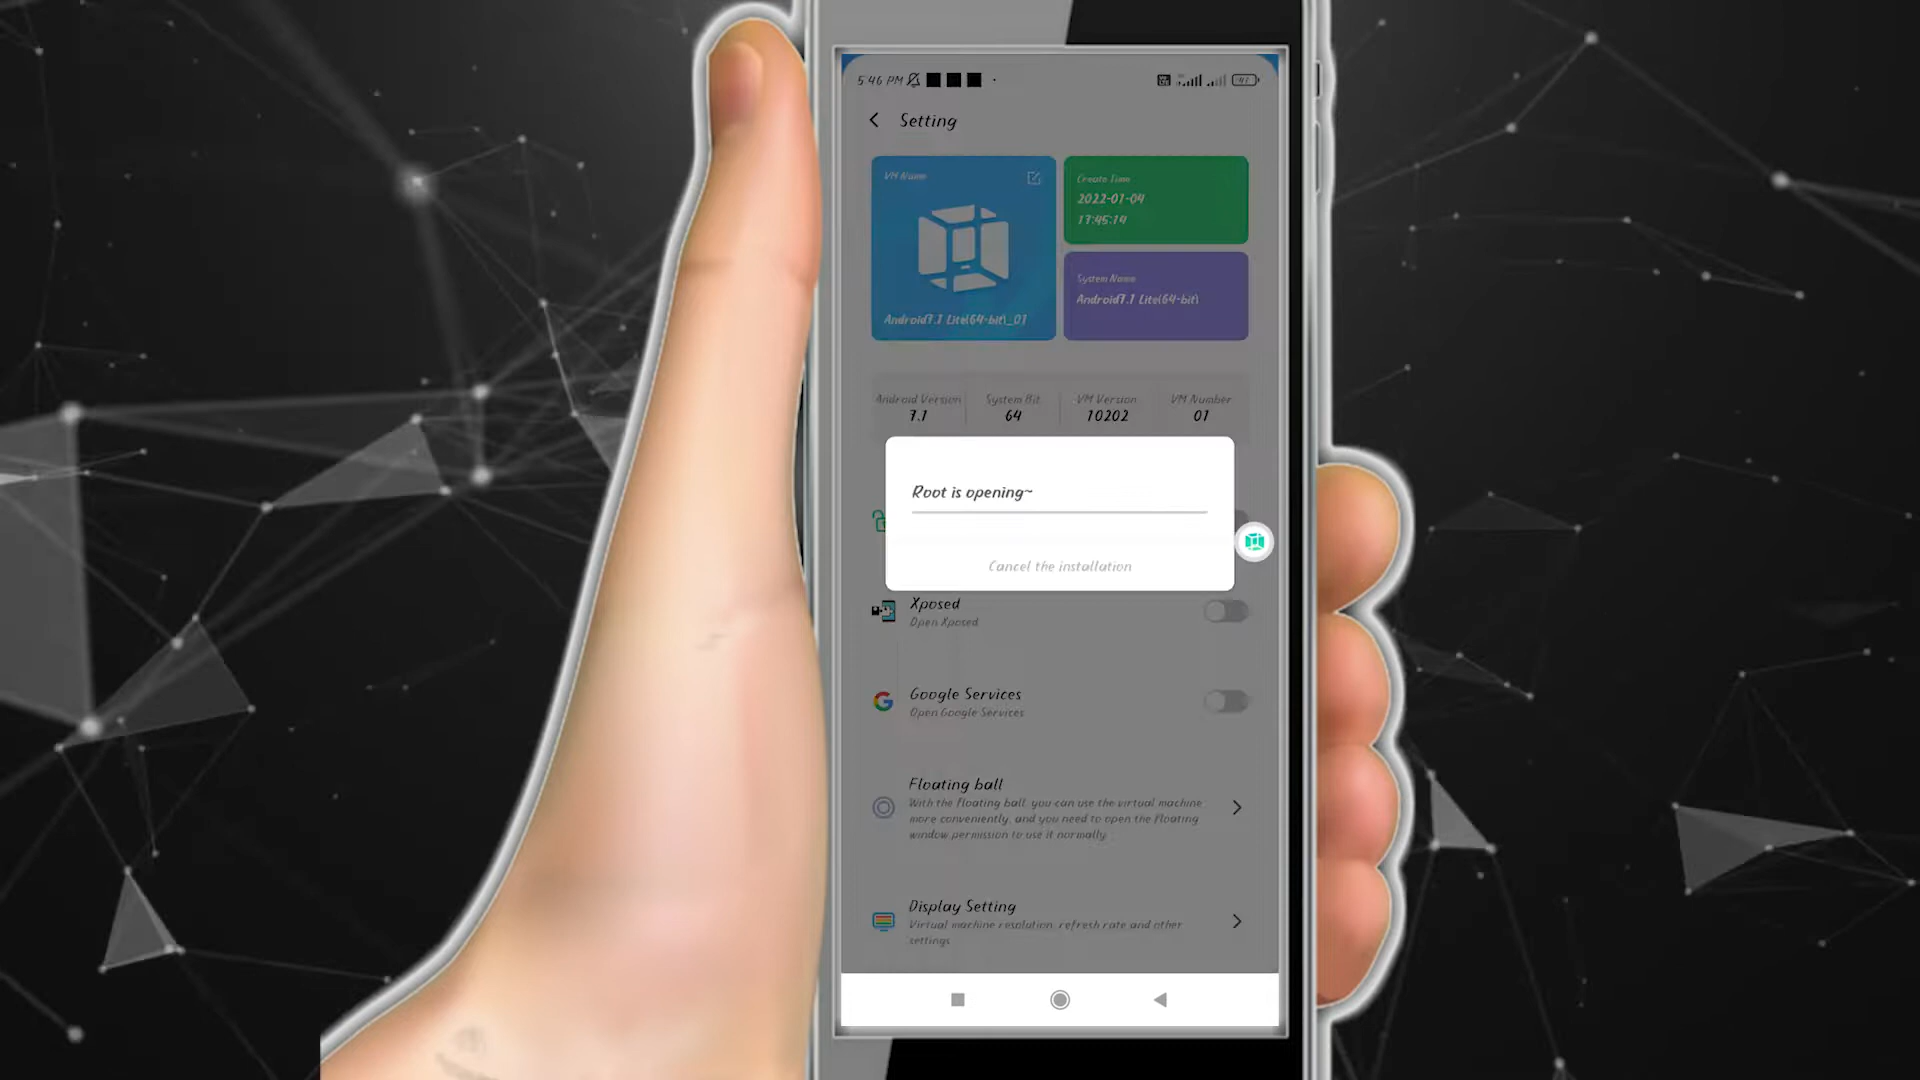 5:46 PM
47
Setting
VM Name
Create Time
2022-01-04
17:45:14
System Name
Android7.1 Lite(64-bit)
Android7.1 Lite(64-bit)_01
Android Version
System Bit
VM Version
VM Number
7.1
64
10202
01
Root is opening~
Cancel the installation
Xposed
Open Xposed
Google Services
Open Google Services
Floating ball
With the floating ball, you can use the virtual machine
more conveniently, and you need to open the floating
window permission to use it normally
Display Setting
Virtual machine resolution, refresh rate and other
settings